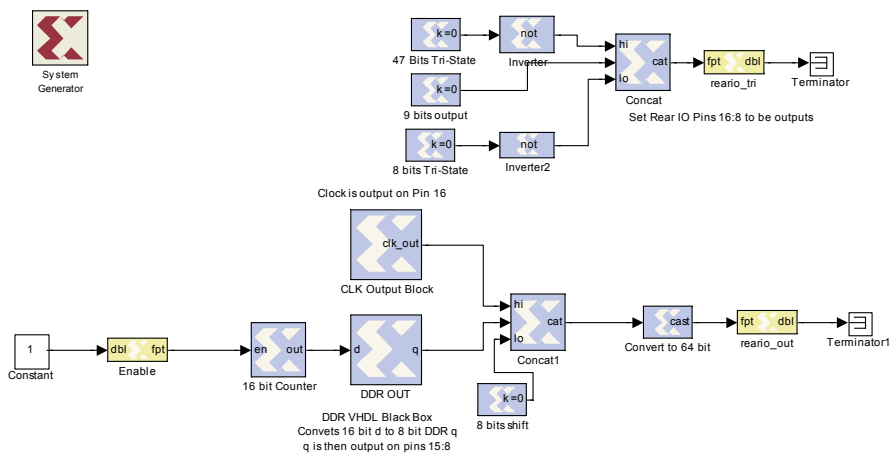 System
Generator
k =0
47 Bits Tri-State
not
Inverter
k =0
9 bits output
k =0
8 bits Tri-State
not
Inverter2
hi
lo
cat
Concat
fpt dbl
reario_tri
Terminator
Set Rear IO Pins 16:8 to be outputs
Clock is output on Pin 16
clk_out
CLK Output Block
1
Constant
dbl fpt
Enable
en out
16 bit Counter
d q
DDR OUT
DDR VHDL Black Box
Convets 16 bit d to 8 bit DDR q
q is then output on pins 15:8
hi
lo
cat
Concat1
k =0
8 bits shift
cast
Convert to 64 bit
fpt dbl
reario_out
Terminator1